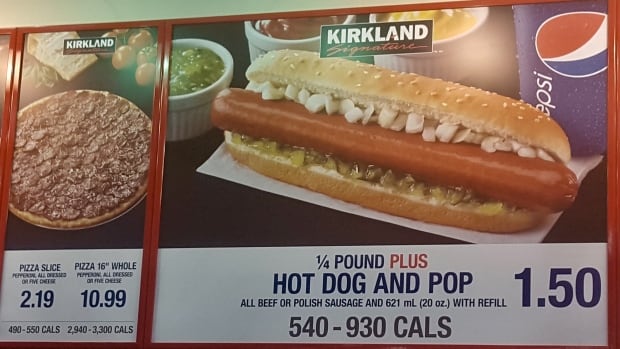 KIRKLAND
Signature
PIZZA SLICE
PEPPERONI, ALL DRESSED
OR FIVE CHEESE
2.19
490-550 CALS
PIZZA 16" WHOLE
PEPPERONI, ALL DRESSED
OR FIVE CHEESE
10.99
2,940-3,300 CALS
KIRKLAND
Signature
pepsi
¼ POUND PLUS
HOT DOG AND POP
ALL BEEF OR POLISH SAUSAGE AND 621 mL (20 oz.) WITH REFILL
1.50
540-930 CALS